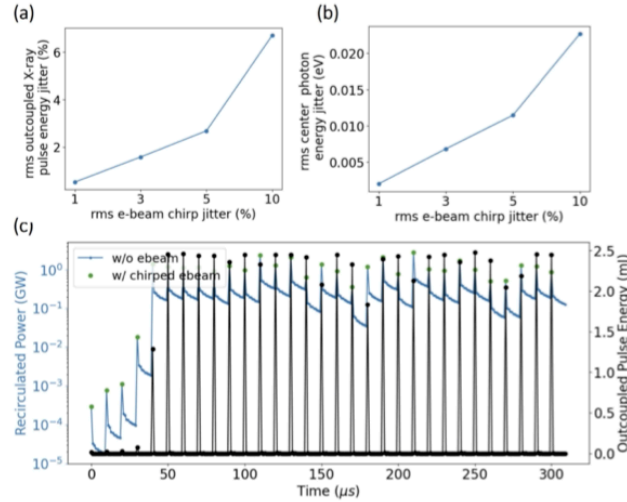 (a)
rms outcoupled X-ray
pulse energy jitter (%)
6
4
2
1 3 5 10
rms e-beam chirp jitter (%)
(b)
rms center photon
energy jitter (eV)
0.020
0.015
0.010
0.005
1 3 5 10
rms e-beam chirp jitter (%)
(c)
w/o ebeam
w/ chirped ebeam
Recirculated Power (GW)
10⁰
10⁻¹
10⁻²
10⁻³
10⁻⁴
10⁻⁵
Outcoupled Pulse Energy (mJ)
2.5
2.0
1.5
1.0
0.5
0.0
0 50 100 150 200 250 300
Time (μs)